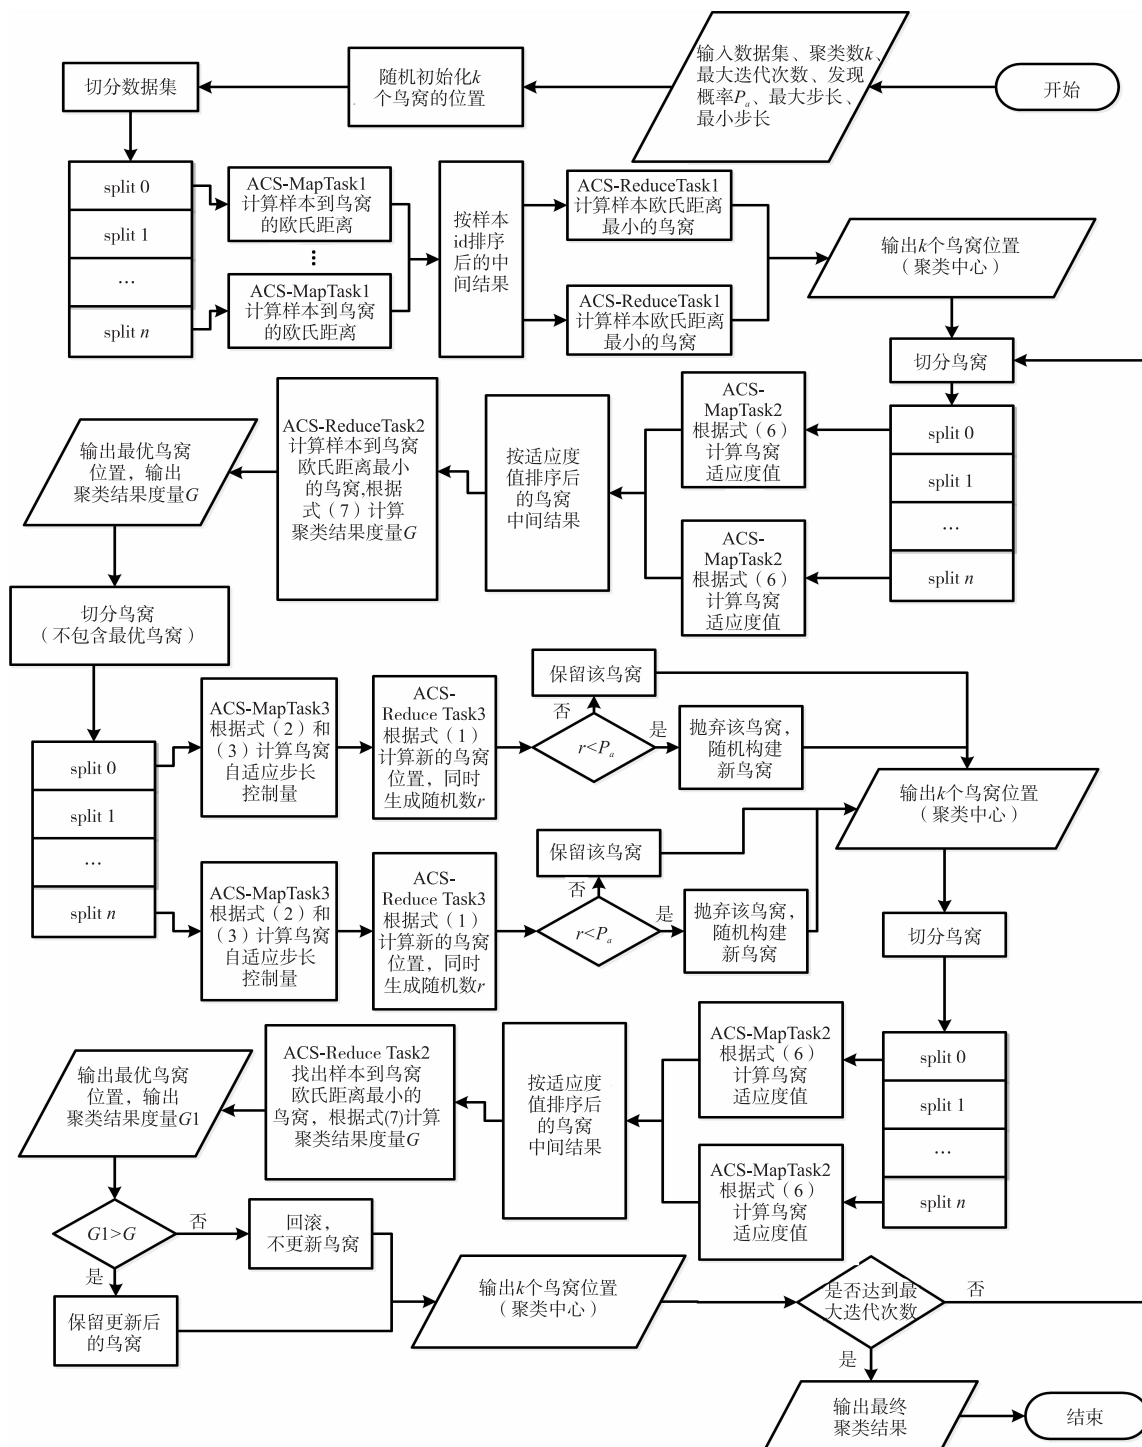 开始
输入数据集、聚类数k、
最大迭代次数、发现
概率Pa、最大步长、
最小步长
随机初始化k
个鸟窝的位置
切分数据集
split 0
split 1
…
split n
ACS-MapTask1
计算样本到鸟窝
的欧氏距离
⋮
ACS-MapTask1
计算样本到鸟窝
的欧氏距离
按样本
id排序
后的中
间结果
ACS-ReduceTask1
计算样本欧氏距离
最小的鸟窝
ACS-ReduceTask1
计算样本欧氏距离
最小的鸟窝
输出k个鸟窝位置
（聚类中心）
切分鸟窝
split 0
split 1
…
split n
ACS-
MapTask2
根据式（6）
计算鸟窝
适应度值
ACS-
MapTask2
根据式（6）
计算鸟窝
适应度值
按适应度
值排序后
的鸟窝
中间结果
ACS-ReduceTask2
计算样本到鸟窝
欧氏距离最小
的鸟窝,根据
式（7）计算
聚类结果度量G
输出最优鸟窝
位置，输出
聚类结果度量G
切分鸟窝
（不包含最优鸟窝）
split 0
split 1
…
split n
ACS-MapTask3
根据式（2）和
（3）计算鸟窝
自适应步长
控制量
ACS-
Reduce Task3
根据式（1）
计算新的鸟窝
位置，同时
生成随机数r
r<Pa
否
保留该鸟窝
是
抛弃该鸟窝，
随机构建
新鸟窝
ACS-MapTask3
根据式（2）和
（3）计算鸟窝
自适应步长
控制量
ACS-
Reduce Task3
根据式（1）
计算新的鸟窝
位置，同时
生成随机数r
r<Pa
否
保留该鸟窝
是
抛弃该鸟窝，
随机构建
新鸟窝
输出k个鸟窝位置
（聚类中心）
切分鸟窝
split 0
split 1
…
split n
ACS-MapTask2
根据式（6）
计算鸟窝
适应度值
ACS-MapTask2
根据式（6）
计算鸟窝
适应度值
按适应度
值排序后
的鸟窝
中间结果
ACS-Reduce Task2
找出样本到鸟窝
欧氏距离最小的
鸟窝，根据式(7)计算
聚类结果度量G
输出最优鸟窝
位置，输出
聚类结果度量G1
G1>G
否
回滚，
不更新鸟窝
是
保留更新后
的鸟窝
输出k个鸟窝位置
（聚类中心）
是否达到最
大迭代次数
否
是
输出最终
聚类结果
结束